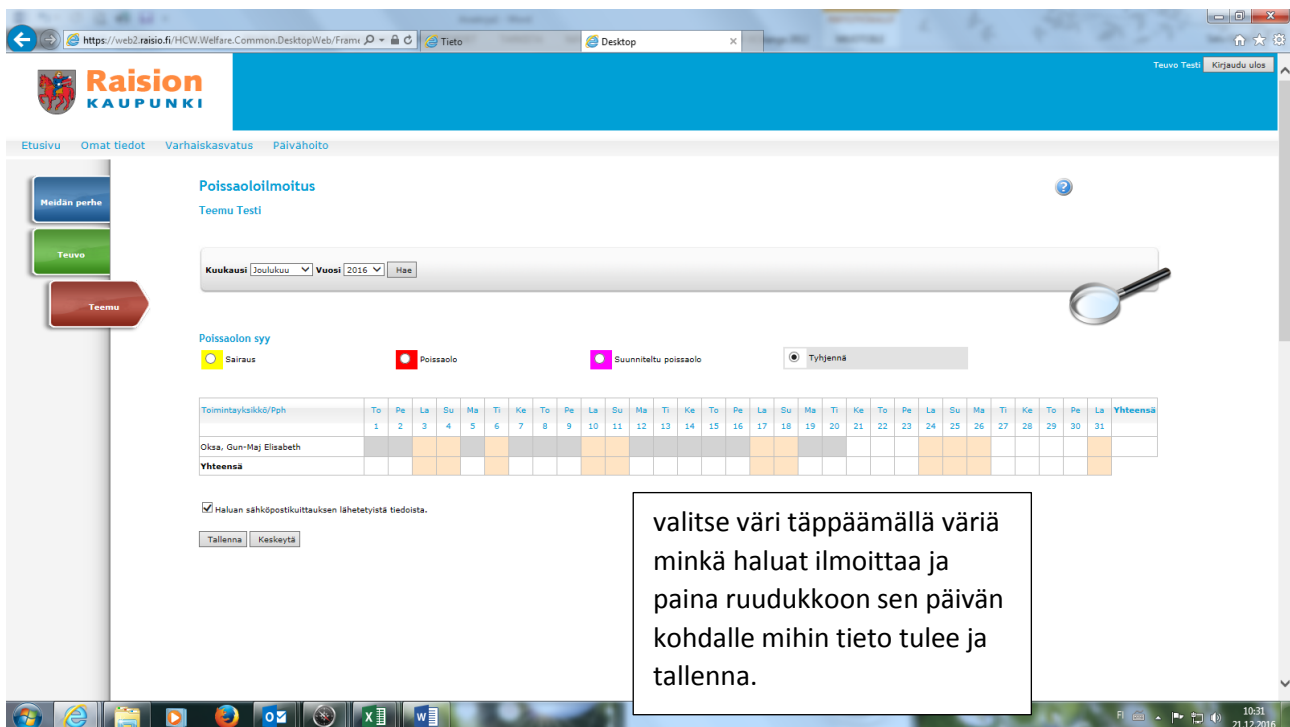 https://web2.raisio.fi/HCW.Welfare.Common.DesktopWeb/Frame
Tieto
Desktop
Teuvo Testi Kirjaudu ulos
Raision
KAUPUNKI
Etusivu Omat tiedot Varhaiskasvatus Päivähoito
Meidän perhe
Teuvo
Teemu
Poissaoloilmoitus
Teemu Testi
Kuukausi Joulukuu Vuosi 2016 Hae
Poissaolon syy
Sairaus Poissaolo Suunniteltu poissaolo Tyhjennä
Toimintayksikkö/Pph To Pe La Su Ma Ti Ke To Pe La Su Ma Ti Ke To Pe La Su Ma Ti Ke To Pe La Su Ma Ti Ke To Pe La Yhteensä
1 2 3 4 5 6 7 8 9 10 11 12 13 14 15 16 17 18 19 20 21 22 23 24 25 26 27 28 29 30 31
Oksa, Gun-Maj Elisabeth
Yhteensä
Haluan sähköpostikuittauksen lähetetyistä tiedoista.
Tallenna Keskeytä
valitse väri täppäämällä väriä
minkä haluat ilmoittaa ja
paina ruudukkoon sen päivän
kohdalle mihin tieto tulee ja
tallenna.
FI 10:31
21.12.2016